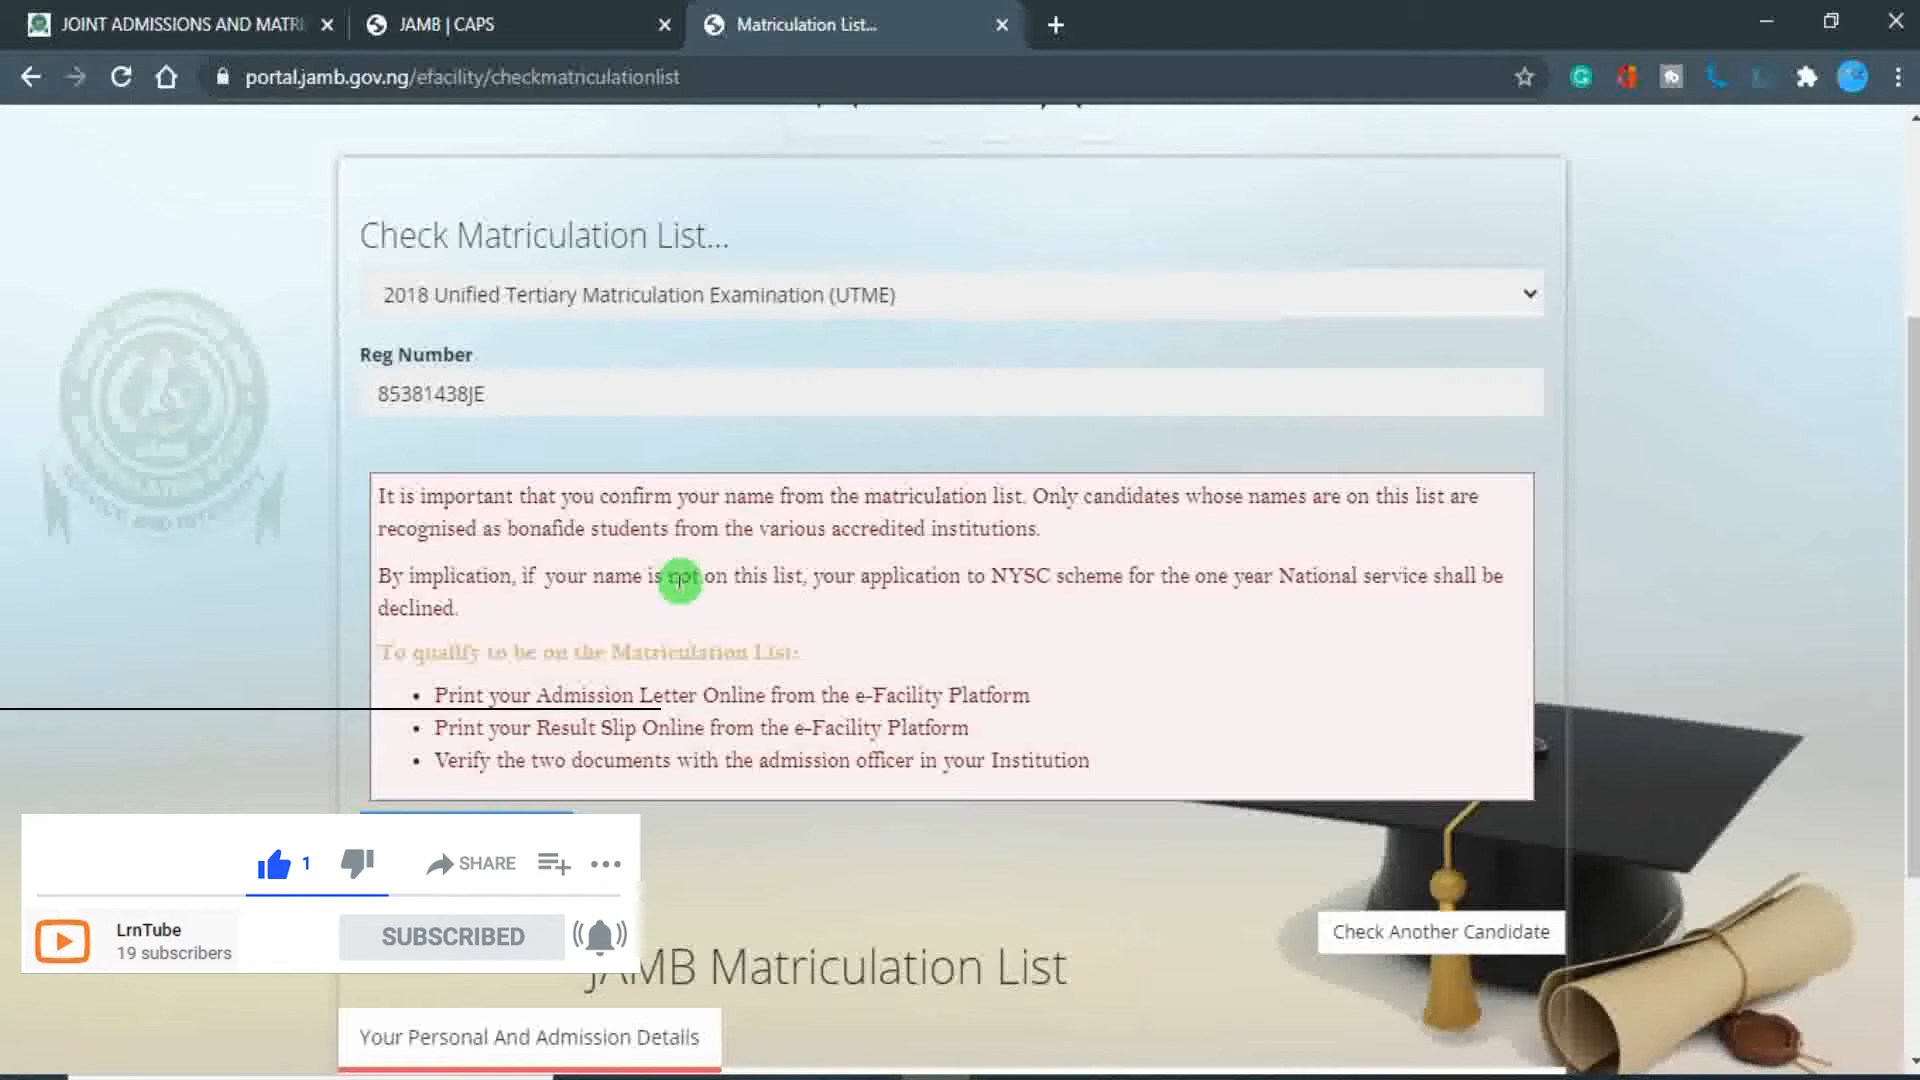 JOINT ADMISSIONS AND MATRI
JAMB | CAPS
Matriculation List...
portal.jamb.gov.ng/efacility/checkmatriculationlist
Check Matriculation List...
2018 Unified Tertiary Matriculation Examination (UTME)
Reg Number
85381438JE
It is important that you confirm your name from the matriculation list. Only candidates whose names are on this list are
recognised as bonafide students from the various accredited institutions.
By implication, if your name is not on this list, your application to NYSC scheme for the one year National service shall be
declined.
To qualify to be on the Matriculation List:
• Print your Admission Letter Online from the e-Facility Platform
• Print your Result Slip Online from the e-Facility Platform
• Verify the two documents with the admission officer in your Institution
1
SHARE
LrnTube
19 subscribers
SUBSCRIBED
Check Another Candidate
JAMB Matriculation List
Your Personal And Admission Details